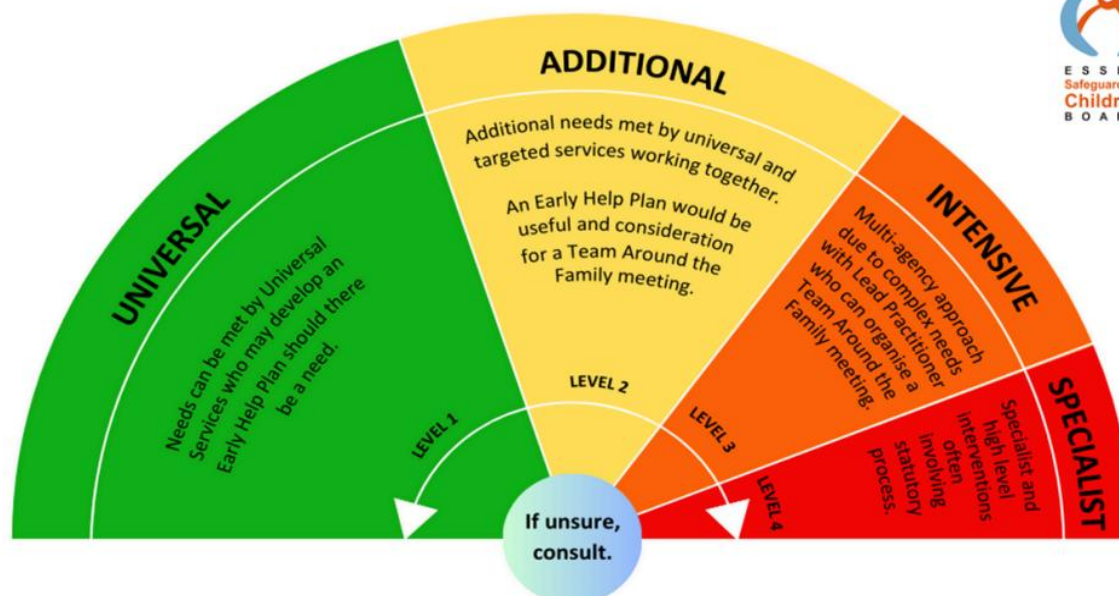 UNIVERSAL
Needs can be met by Universal
Services who may develop an
Early Help Plan should there
be a need.
LEVEL 1
ADDITIONAL
Additional needs met by universal and
targeted services working together.
An Early Help Plan would be
useful and consideration
for a Team Around the
Family meeting.
LEVEL 2
INTENSIVE
Multi-agency approach
due to complex needs
with Lead Practitioner
who can organise a
Team Around the
Family meeting.
LEVEL 3
SPECIALIST
Specialist and
high level
interventions
often
involving
statutory
process.
LEVEL 4
If unsure,
consult.